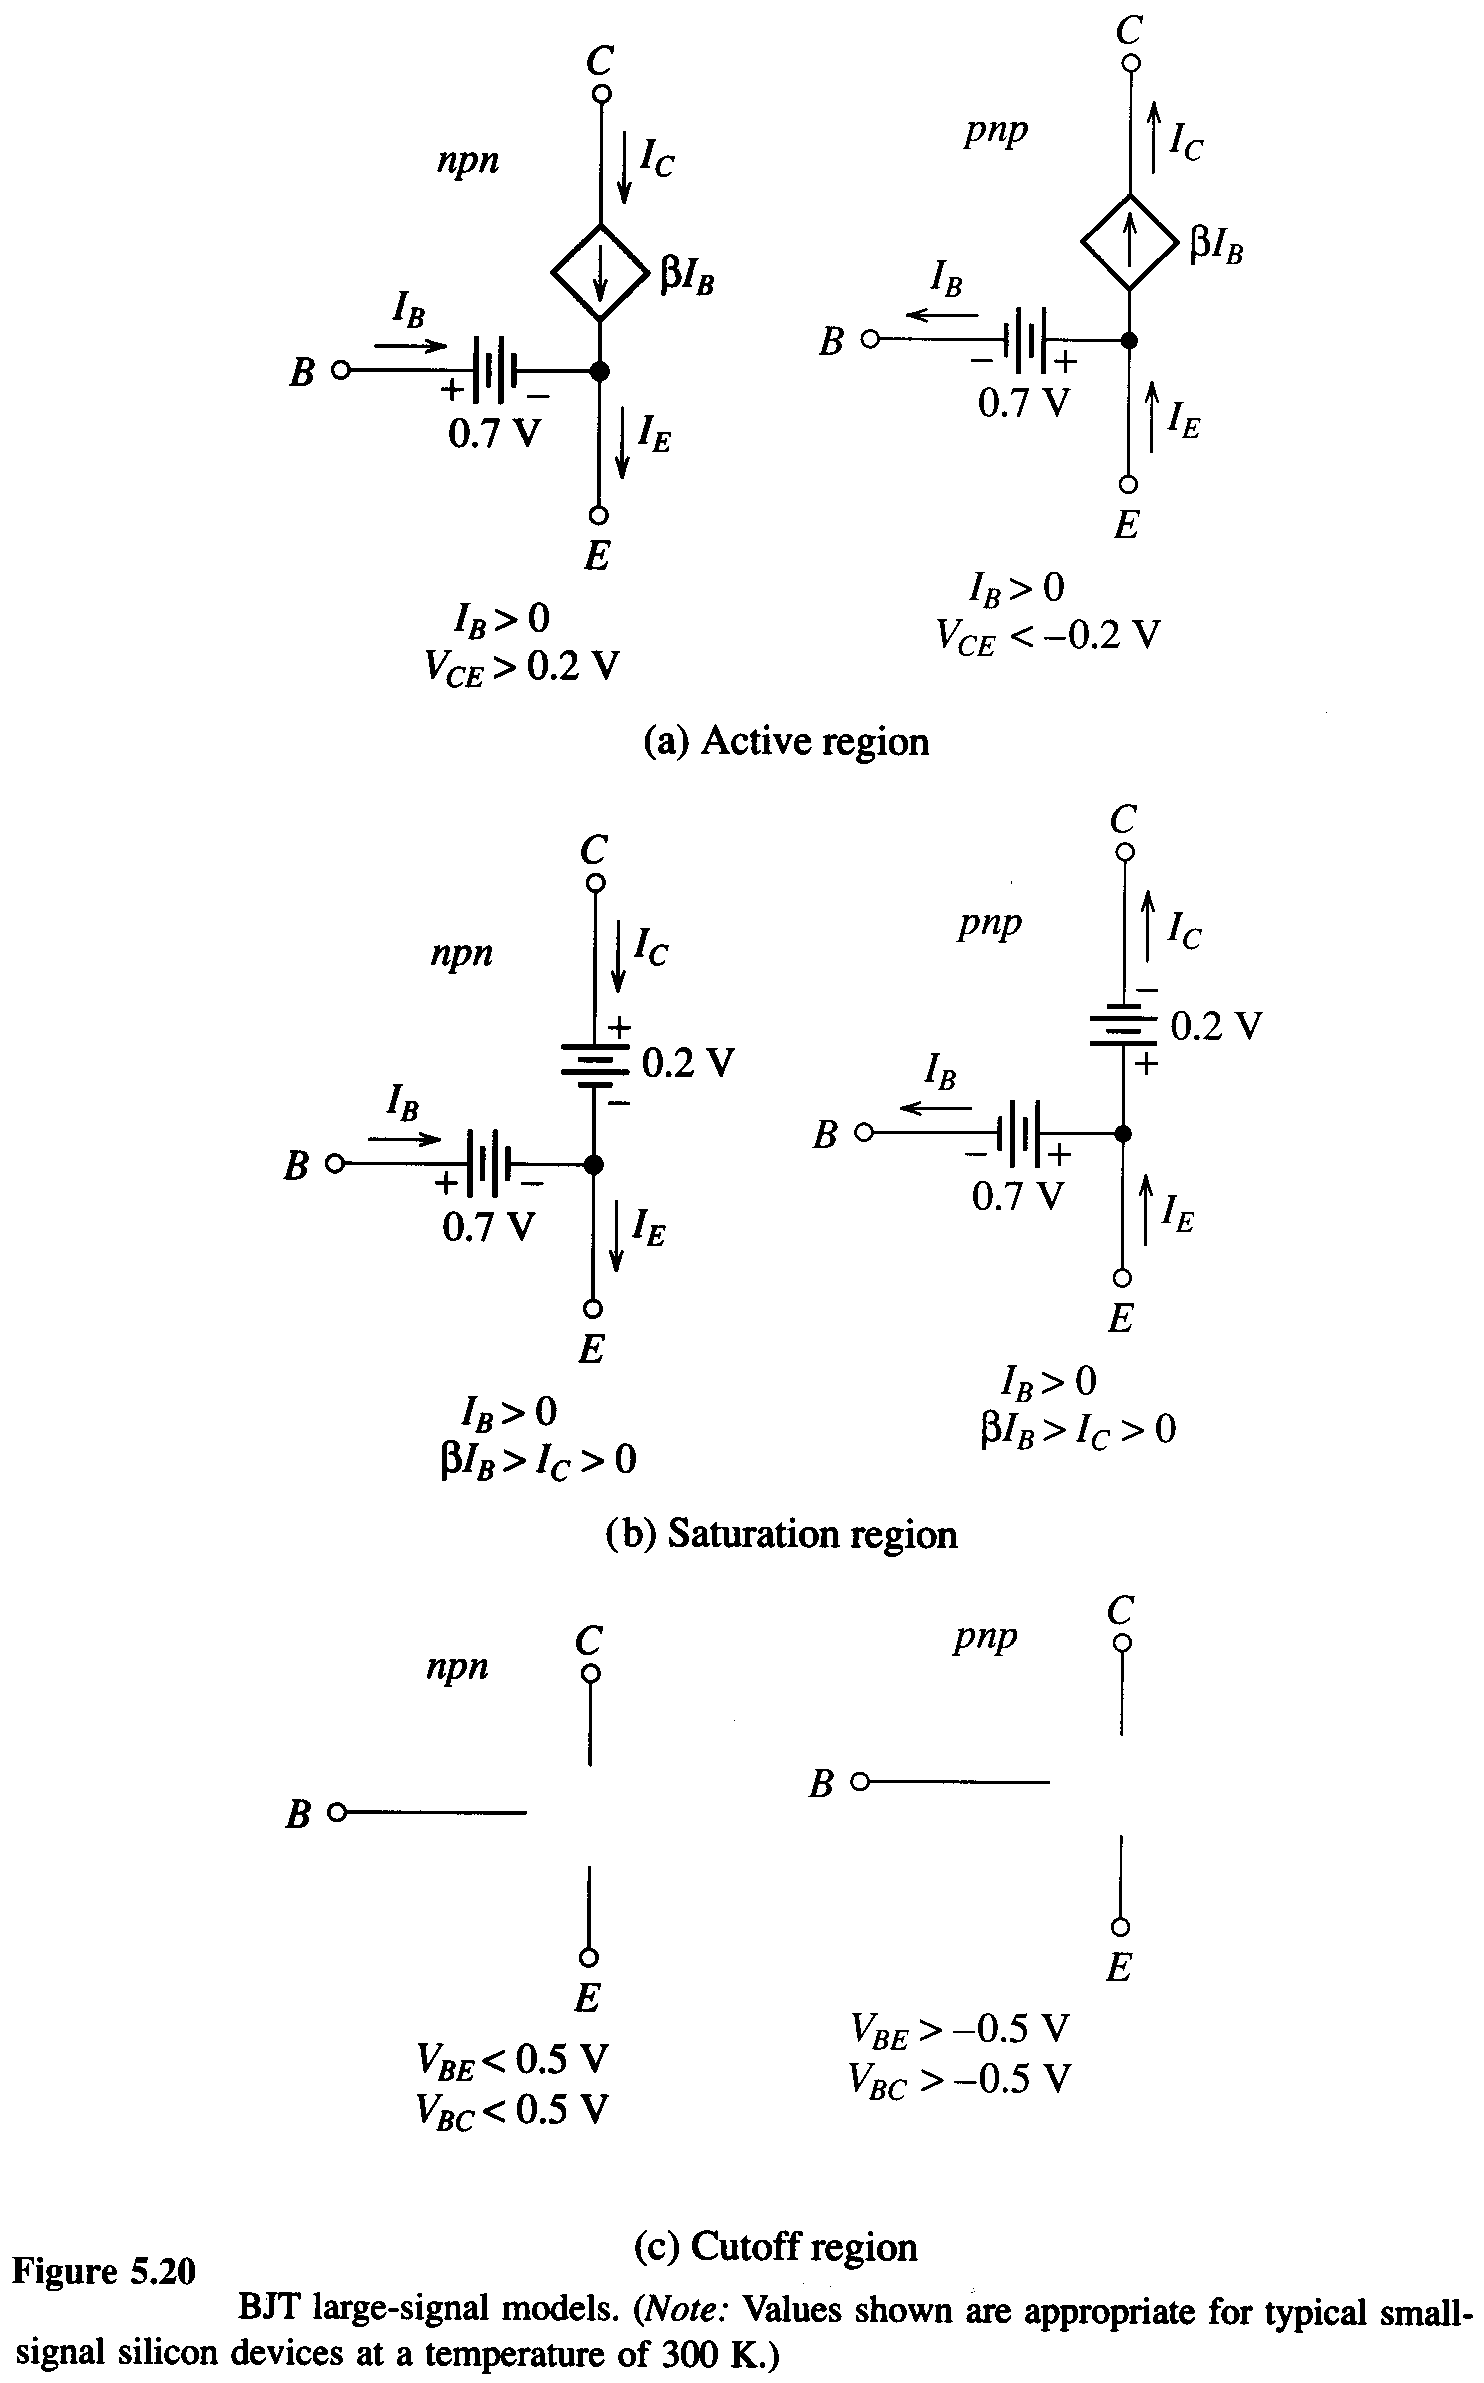 C
npn
I_C
βI_B
I_B
B
+ −
0.7 V
I_E
E
I_B > 0
V_CE > 0.2 V
C
pnp
I_C
βI_B
I_B
B
− +
0.7 V
I_E
E
I_B > 0
V_CE < −0.2 V
(a) Active region
C
npn
I_C
+
0.2 V
−
I_B
B
+ −
0.7 V
I_E
E
I_B > 0
βI_B > I_C > 0
C
pnp
I_C
−
0.2 V
+
I_B
B
− +
0.7 V
I_E
E
I_B > 0
βI_B > I_C > 0
(b) Saturation region
C
npn
B
E
V_BE < 0.5 V
V_BC < 0.5 V
C
pnp
B
E
V_BE > −0.5 V
V_BC > −0.5 V
(c) Cutoff region
Figure 5.20
BJT large-signal models. (Note: Values shown are appropriate for typical small-
signal silicon devices at a temperature of 300 K.)